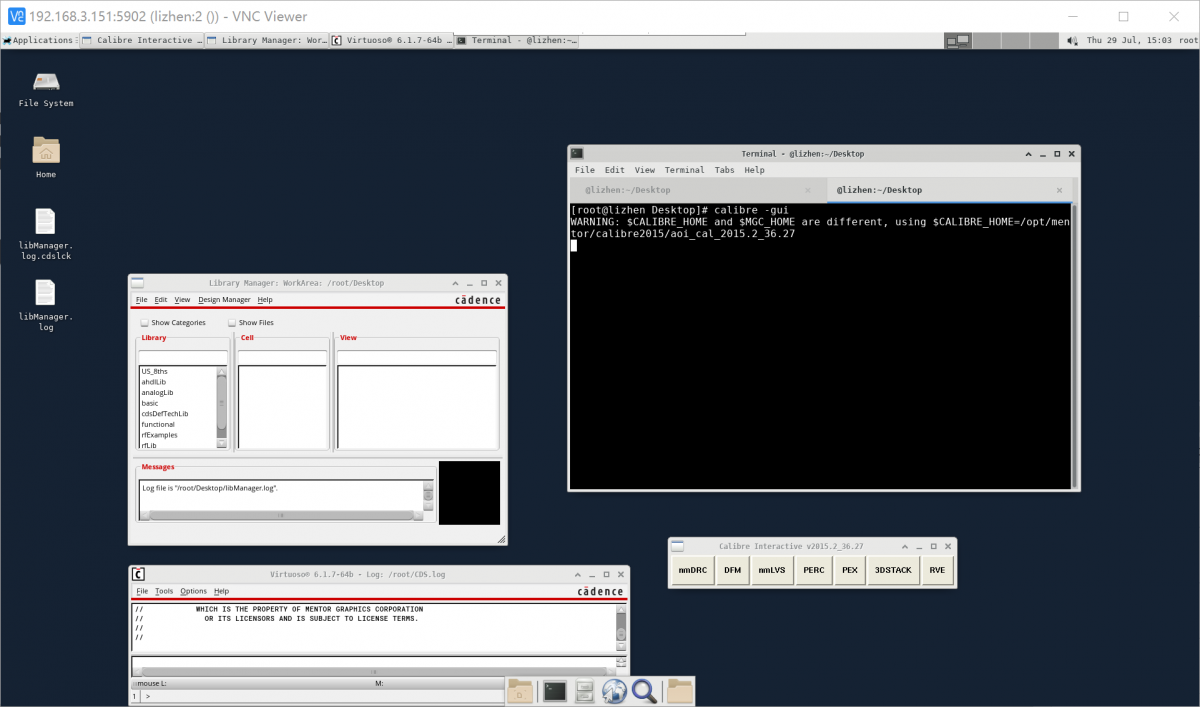 192.168.3.151:5902 (lizhen:2 ()) - VNC Viewer
Applications
Calibre Interactive ...
Library Manager: Wor...
Virtuoso® 6.1.7-64b ...
Terminal - @lizhen:~...
Thu 29 Jul, 15:03
root
File System
Home
libManager.
log.cdslck
libManager.
log
Terminal - @lizhen:~/Desktop
File Edit View Terminal Tabs Help
@lizhen:~/Desktop
@lizhen:~/Desktop
[root@lizhen Desktop]# calibre -gui
WARNING: $CALIBRE_HOME and $MGC_HOME are different, using $CALIBRE_HOME=/opt/men
tor/calibre2015/aoi_cal_2015.2_36.27
Library Manager: WorkArea: /root/Desktop
File Edit View Design Manager Help
cādence
Show Categories
Show Files
Library
Cell
View
US_8ths
ahdlLib
analogLib
basic
cdsDefTechLib
functional
rfExamples
rfLib
Messages
Log file is "/root/Desktop/libManager.log".
Calibre Interactive v2015.2_36.27
nmDRC DFM nmLVS PERC PEX 3DSTACK RVE
Virtuoso® 6.1.7-64b - Log: /root/CDS.log
File Tools Options Help
cādence
// WHICH IS THE PROPERTY OF MENTOR GRAPHICS CORPORATION
// OR ITS LICENSORS AND IS SUBJECT TO LICENSE TERMS.
//
//
mouse L: M:
1 >